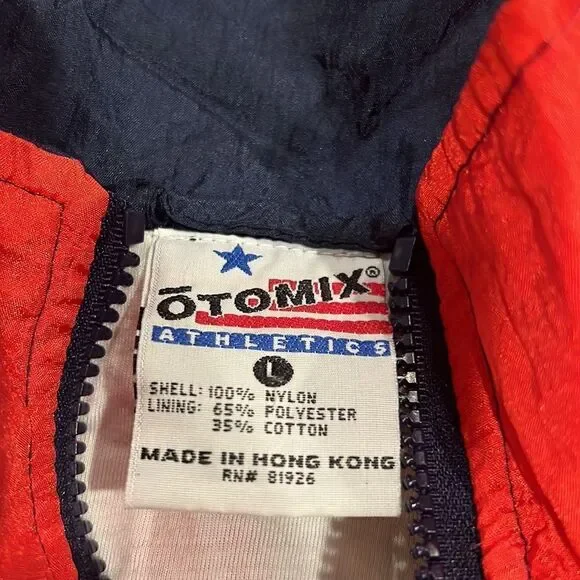 ŌTOMIX®
ATHLETICS
L
SHELL: 100% NYLON
LINING: 65% POLYESTER
35% COTTON
MADE IN HONG KONG
RN# 81926